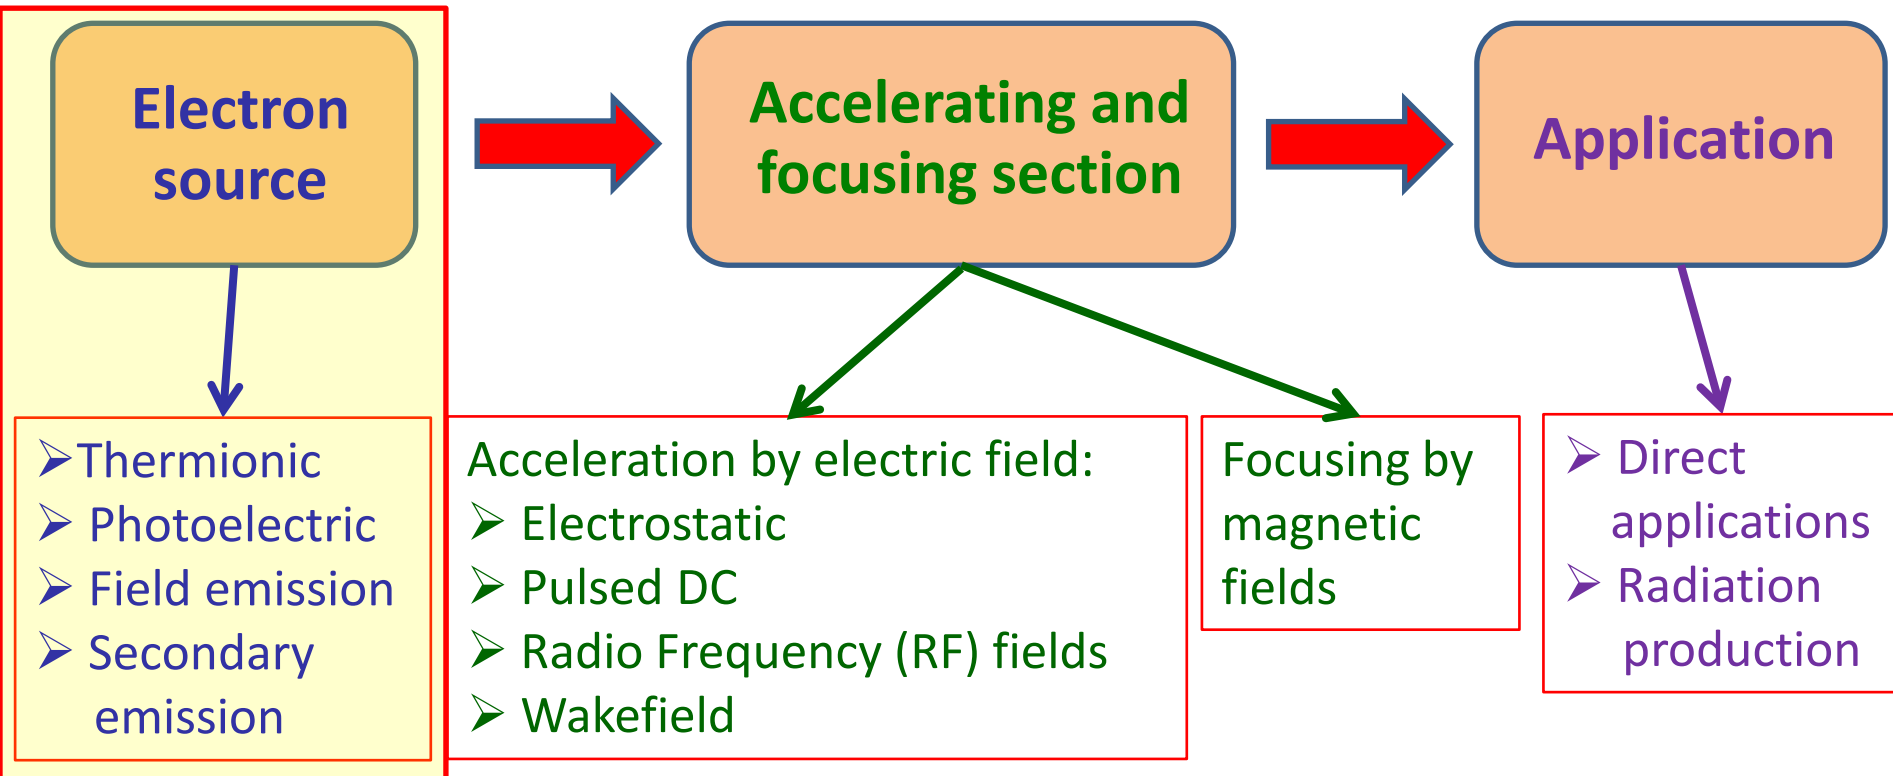 Electron
source
Accelerating and
focusing section
Application
➢Thermionic
➢ Photoelectric
➢ Field emission
➢ Secondary
emission
Acceleration by electric field:
➢ Electrostatic
➢ Pulsed DC
➢ Radio Frequency (RF) fields
➢ Wakefield
Focusing by
magnetic
fields
➢ Direct
applications
➢ Radiation
production